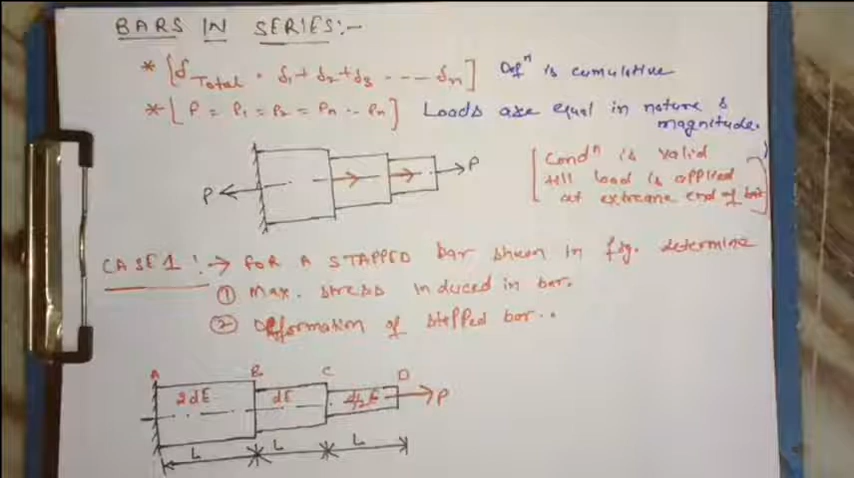 BARS IN SERIES:-
* [δTotal = δ1 + δ2 + δ3 --- δn] Defⁿ is cumulative
* [P = P1 = P2 = Pn -- Pn] Loads are equal in nature & magnitude.
P P
[Condⁿ is valid till load is applied at extreme end of bar]
CASE 1 :→ FOR A STAPPED bar shown in fig. determine
① Max. stress induced in bar.
② Deformation of stepped bar..
A B C D
2dE dE d/2 E P
L L L